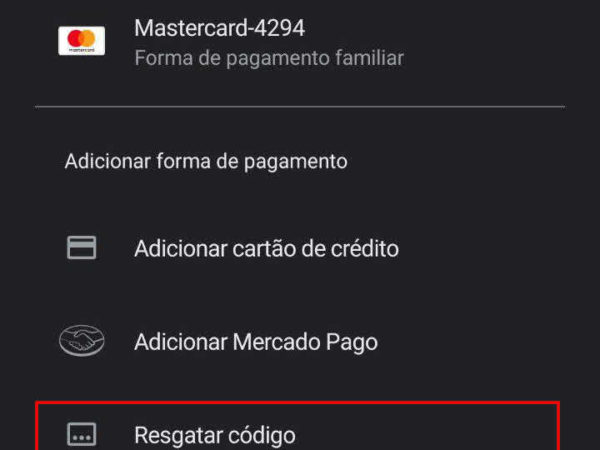 Mastercard-4294
Forma de pagamento familiar
Adicionar forma de pagamento
Adicionar cartão de crédito
Adicionar Mercado Pago
Resgatar código